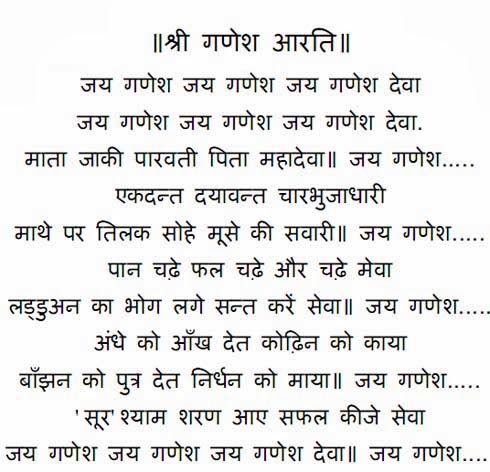 ॥श्री गणेश आरति॥
जय गणेश जय गणेश जय गणेश देवा
जय गणेश जय गणेश जय गणेश देवा.
माता जाकी पारवती पिता महादेवा॥ जय गणेश.....
एकदन्त दयावन्त चारभुजाधारी
माथे पर तिलक सोहे मूसे की सवारी॥ जय गणेश.....
पान चढ़े फल चढ़े और चढ़े मेवा
लड्डुअन का भोग लगे सन्त करें सेवा॥ जय गणेश.....
अंधे को आँख देत कोढ़िन को काया
बाँझन को पुत्र देत निर्धन को माया॥ जय गणेश.....
'सूर' श्याम शरण आए सफल कीजे सेवा
जय गणेश जय गणेश जय गणेश देवा॥ जय गणेश....